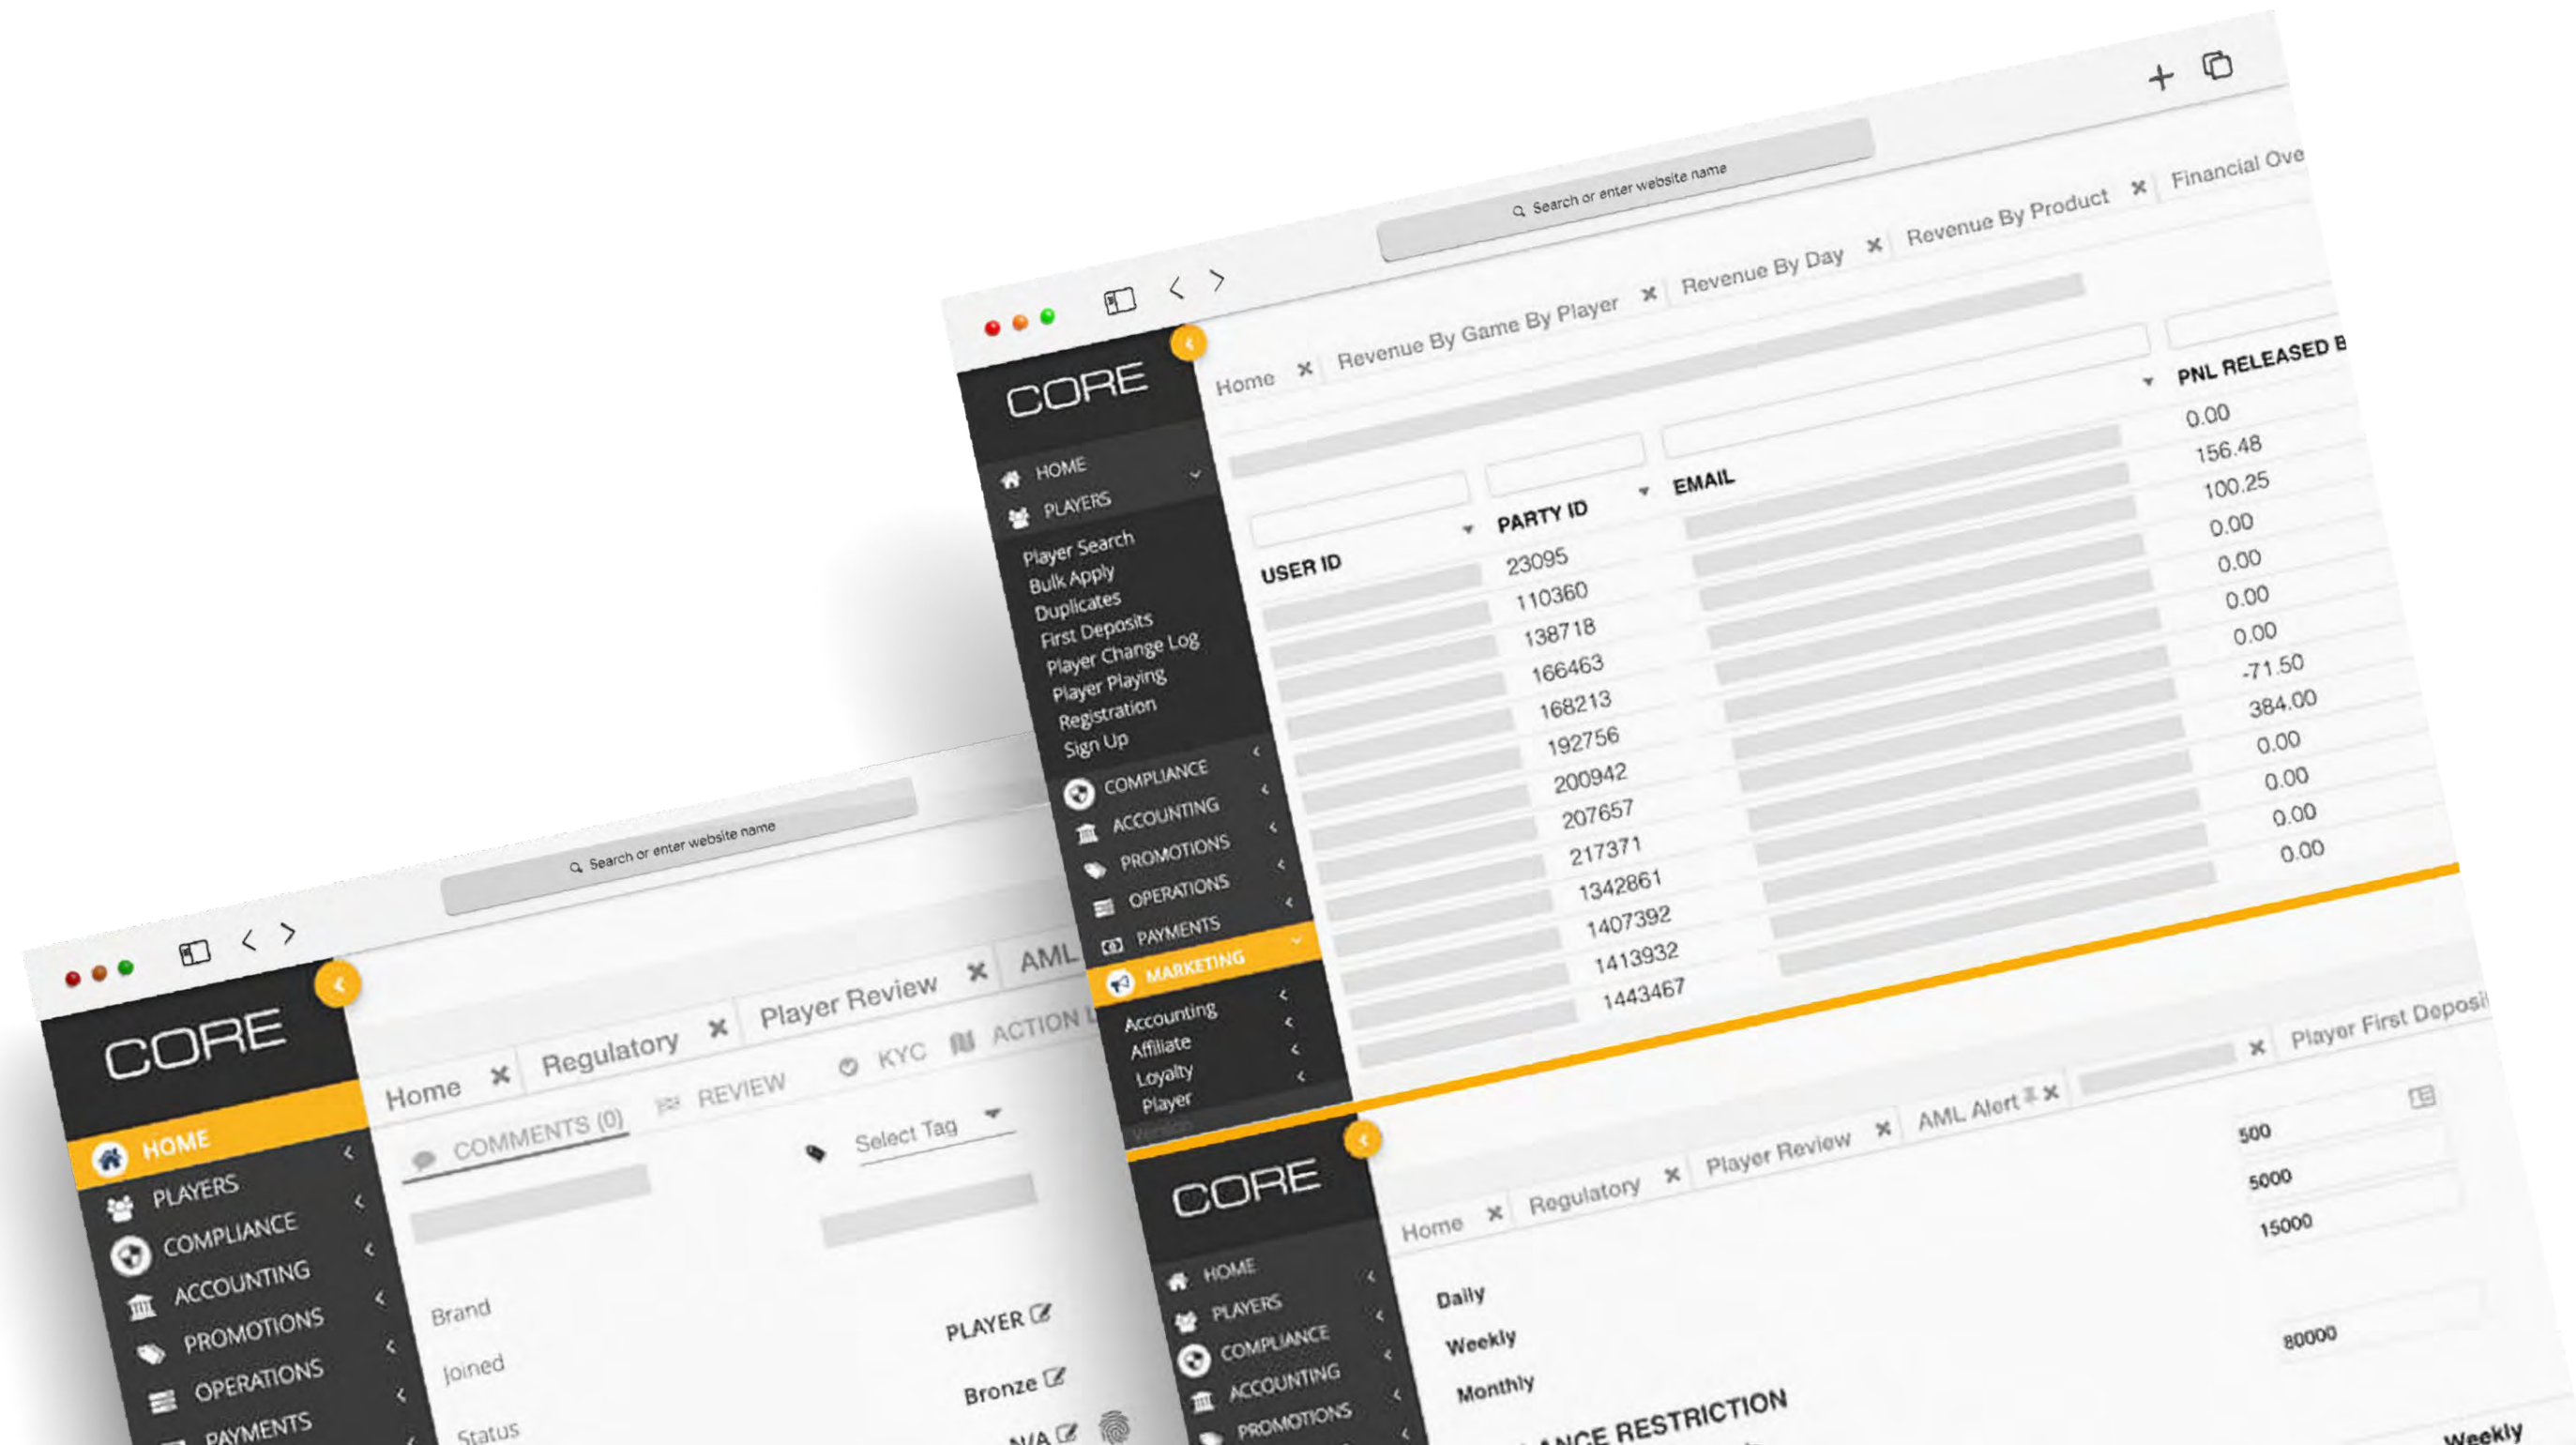 Search or enter website name
Home
Revenue By Game By Player
Revenue By Day
Revenue By Product
Financial Ove
CORE
HOME
PLAYERS
Player Search
Bulk Apply
Duplicates
First Deposits
Player Change Log
Player Playing
Registration
Sign Up
COMPLIANCE
ACCOUNTING
PROMOTIONS
OPERATIONS
PAYMENTS
MARKETING
Accounting
Affiliate
Loyalty
Player
USER ID
PARTY ID
EMAIL
PNL RELEASED B
23095
110360
138718
166463
168213
192756
200942
207657
217371
1342861
1407392
1413932
1443467
0.00
156.48
100.25
0.00
0.00
0.00
0.00
-71.50
384.00
0.00
0.00
0.00
0.00
Search or enter website name
CORE
HOME
PLAYERS
COMPLIANCE
ACCOUNTING
PROMOTIONS
OPERATIONS
PAYMENTS
Home
Regulatory
Player Review
AML
COMMENTS (0)
REVIEW
KYC
ACTION L
Select Tag
Brand
Joined
Status
PLAYER
Bronze
N/A
CORE
HOME
PLAYERS
COMPLIANCE
ACCOUNTING
PROMOTIONS
Home
Regulatory
Player Review
AML Alert
Player First Deposi
Daily
Weekly
Monthly
500
5000
15000
80000
ANCE RESTRICTION
Weekly